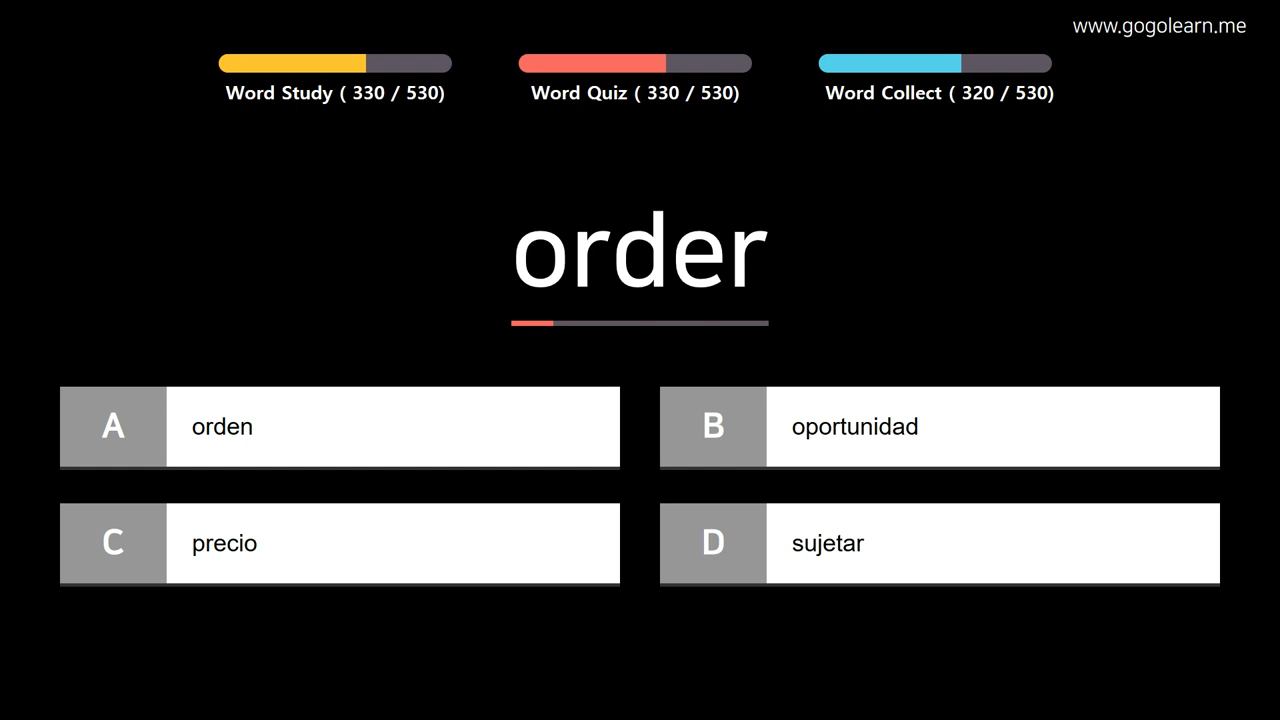 www.gogolearn.me
Word Study ( 330 / 530)
Word Quiz ( 330 / 530)
Word Collect ( 320 / 530)
order
A
orden
B
oportunidad
C
precio
D
sujetar